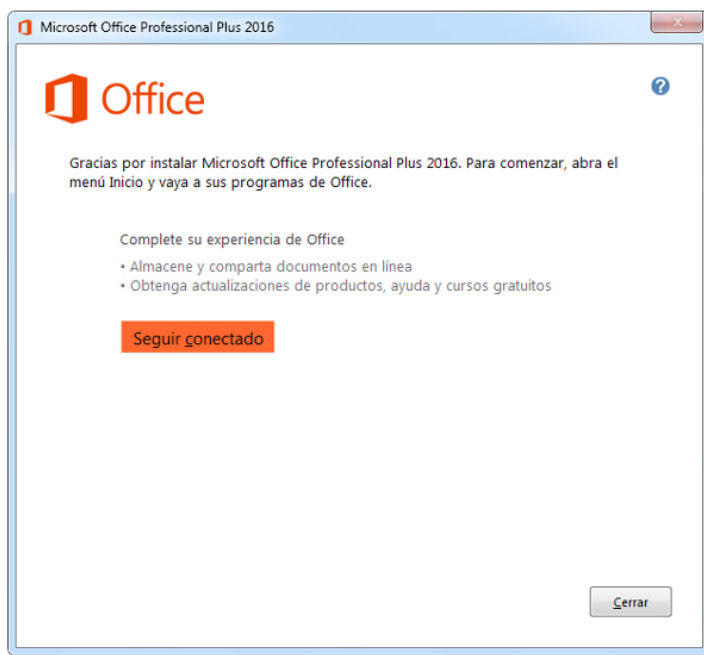 Microsoft Office Professional Plus 2016
Office
Gracias por instalar Microsoft Office Professional Plus 2016. Para comenzar, abra el
menú Inicio y vaya a sus programas de Office.
Complete su experiencia de Office
• Almacene y comparta documentos en línea
• Obtenga actualizaciones de productos, ayuda y cursos gratuitos
Seguir conectado
Cerrar